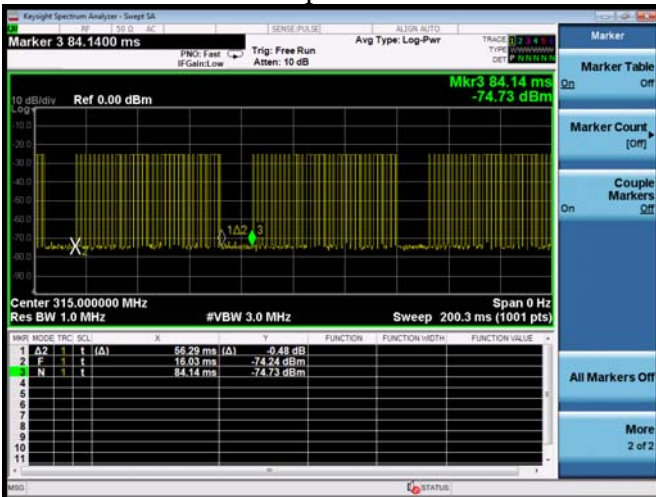 Keysight Spectrum Analyzer - Swept SA
RF 50 Ω AC SENSE:PULSE ALIGN AUTO
Marker 3 84.1400 ms
PNO: Fast
IFGain:Low
Trig: Free Run
Atten: 10 dB
Avg Type: Log-Pwr
TRACE 1 2 3 4 5 6
TYPE
DET P N N N N N
Mkr3 84.14 ms
-74.73 dBm
10 dB/div Ref 0.00 dBm
Log
-10.0
-20.0
-30.0
-40.0
-50.0
-60.0
-70.0
-80.0
-90.0
1Δ2 3
2
Center 315.000000 MHz Span 0 Hz
Res BW 1.0 MHz #VBW 3.0 MHz Sweep 200.3 ms (1001 pts)
MKR MODE TRC SCL X Y FUNCTION FUNCTION WIDTH FUNCTION VALUE
1 Δ2 1 t (Δ) 56.29 ms (Δ) -0.48 dB
2 F 1 t 16.03 ms -74.24 dBm
3 N 1 t 84.14 ms -74.73 dBm
4
5
6
7
8
9
10
11
MSG STATUS
Marker
Marker Table
On Off
Marker Count
[Off]
Couple
Markers
On Off
All Markers Off
More
2 of 2